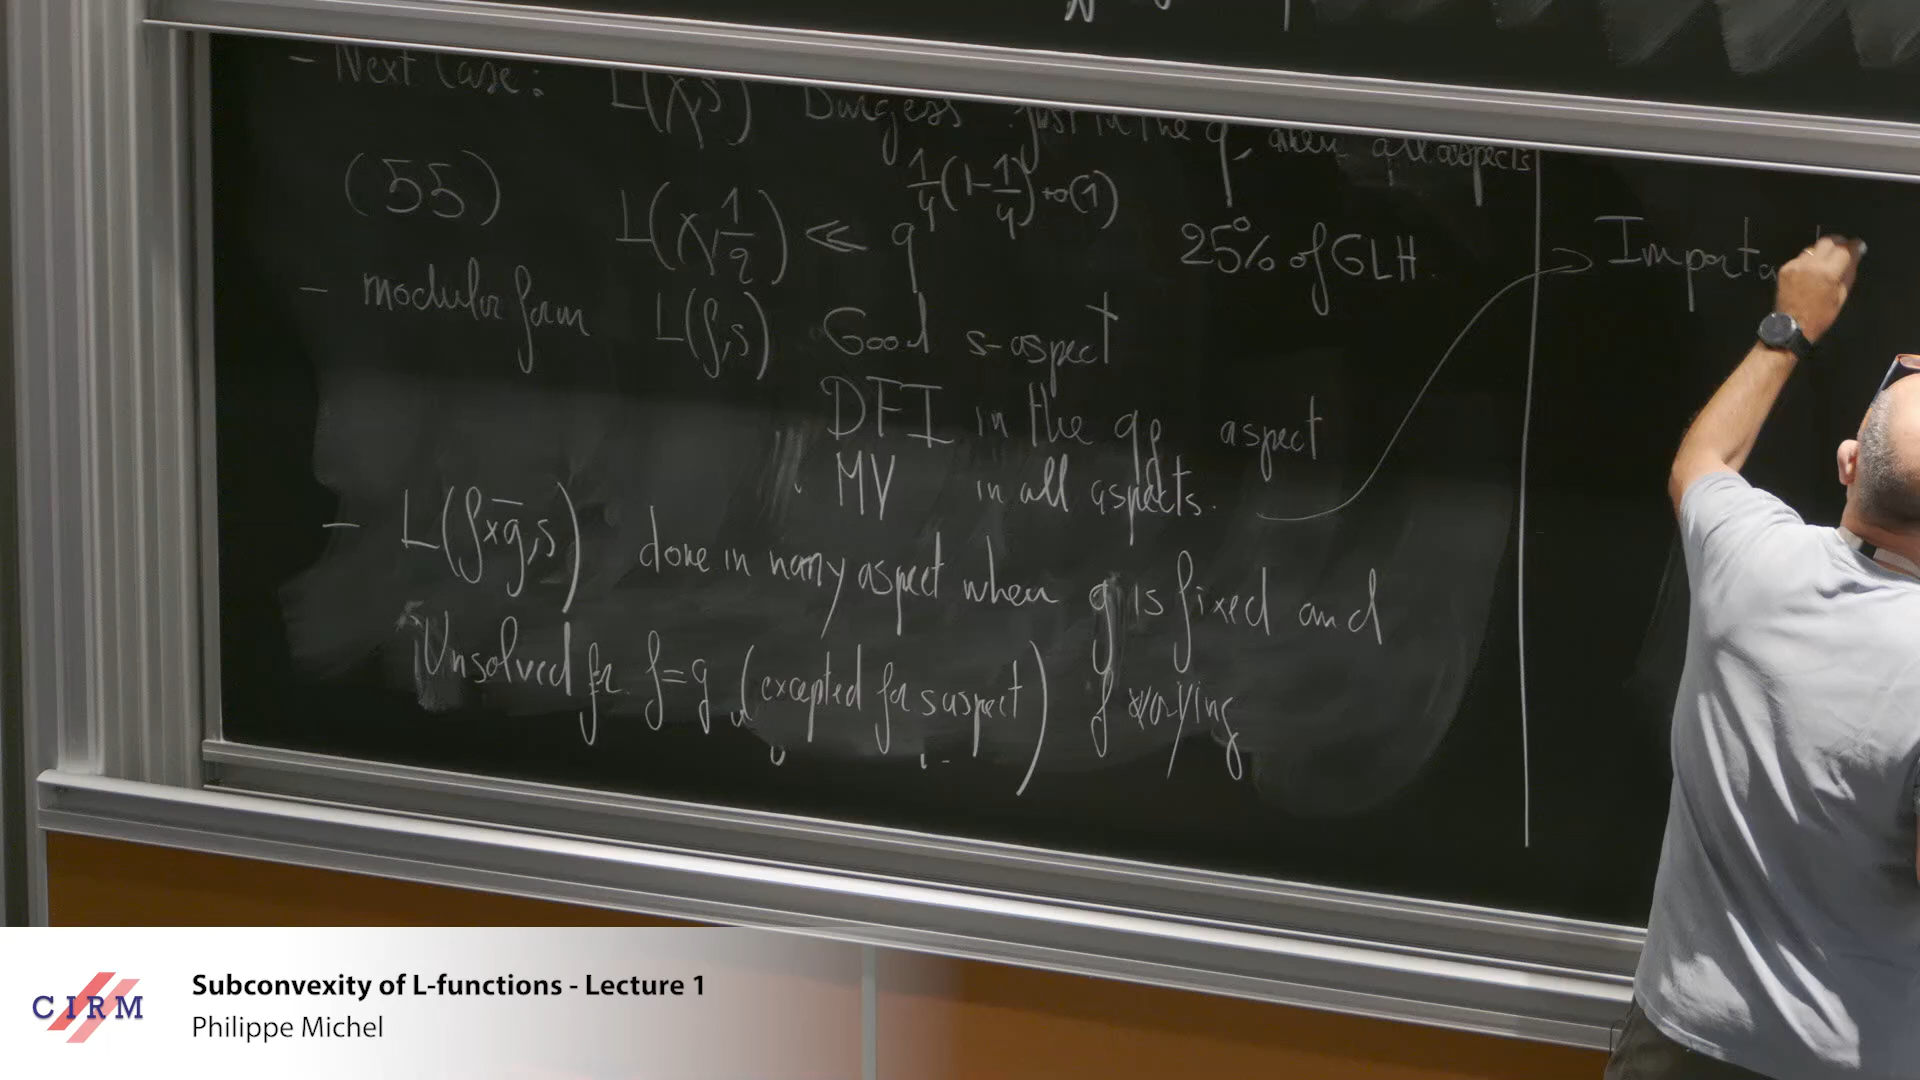 - Next Case: L(χ,s) Burgess just in the q, then all aspects
(55) L(χ,1/2) ≪ q^{1/4(1-1/4)+o(1)} 25% of GLH.
- modular form L(f,s) Good s-aspect
DFI in the q_f aspect
MV in all aspects.
→ Importa
- L(f×g̅,s) done in many aspect when g is fixed and
f varying
Unsolved for f=g (excepted for s aspect)
CIRM
Subconvexity of L-functions - Lecture 1
Philippe Michel